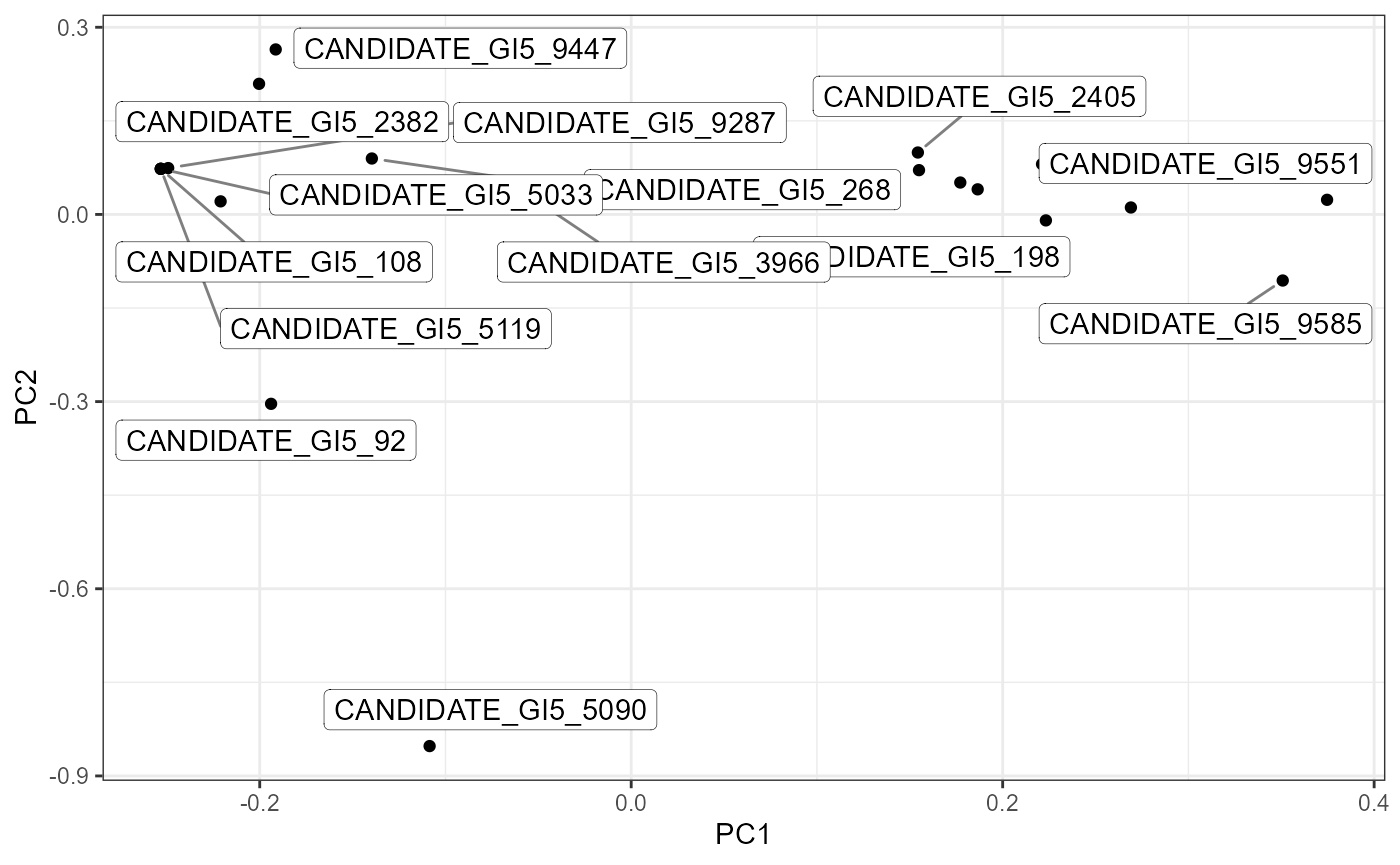 0.3
CANDIDATE_GI5_9447
CANDIDATE_GI5_2405
CANDIDATE_GI5_2382
CANDIDATE_GI5_9287
CANDIDATE_GI5_9551
CANDIDATE_GI5_5033
CANDIDATE_GI5_268
0.0
CANDIDATE_GI5_108
CANDIDATE_GI5_3966
DIDATE_GI5_198
CANDIDATE_GI5_5119
CANDIDATE_GI5_9585
PC2
-0.3
CANDIDATE_GI5_92
-0.6
CANDIDATE_GI5_5090
-0.9
-0.2
0.0
0.2
0.4
PC1